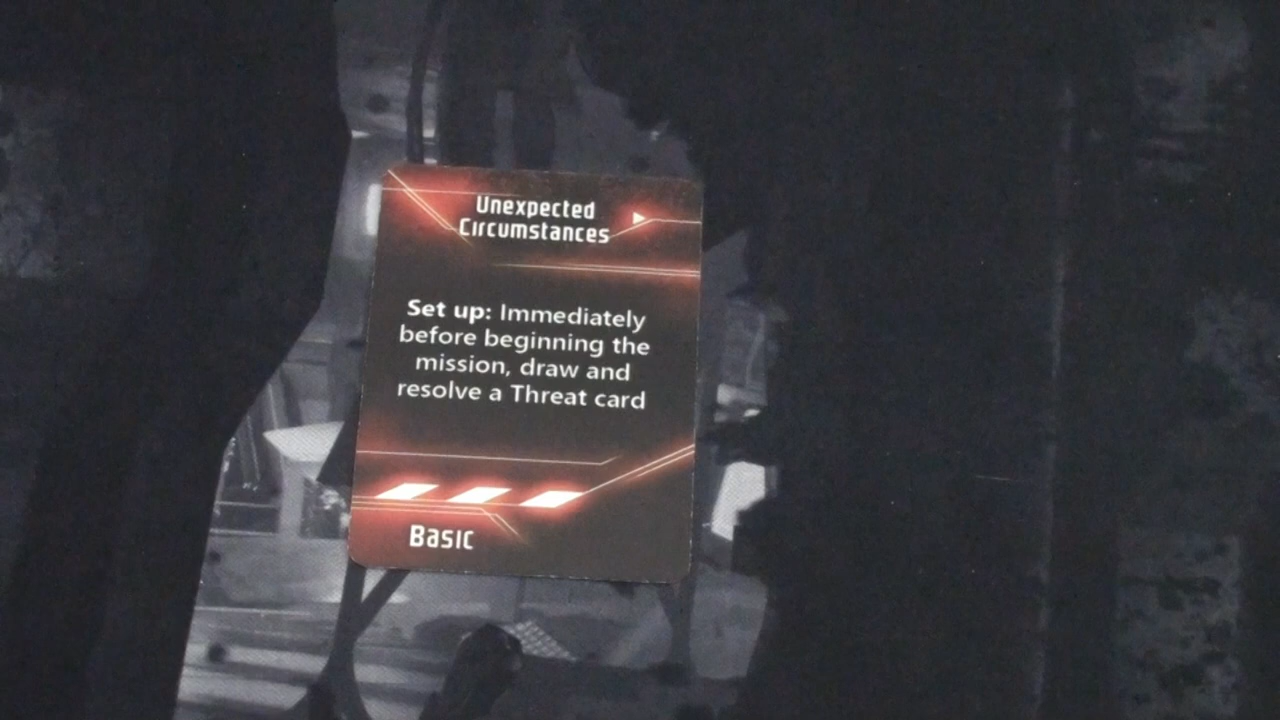 Unexpected
Circumstances
Set up: Immediately
before beginning the
mission, draw and
resolve a Threat card
Basic